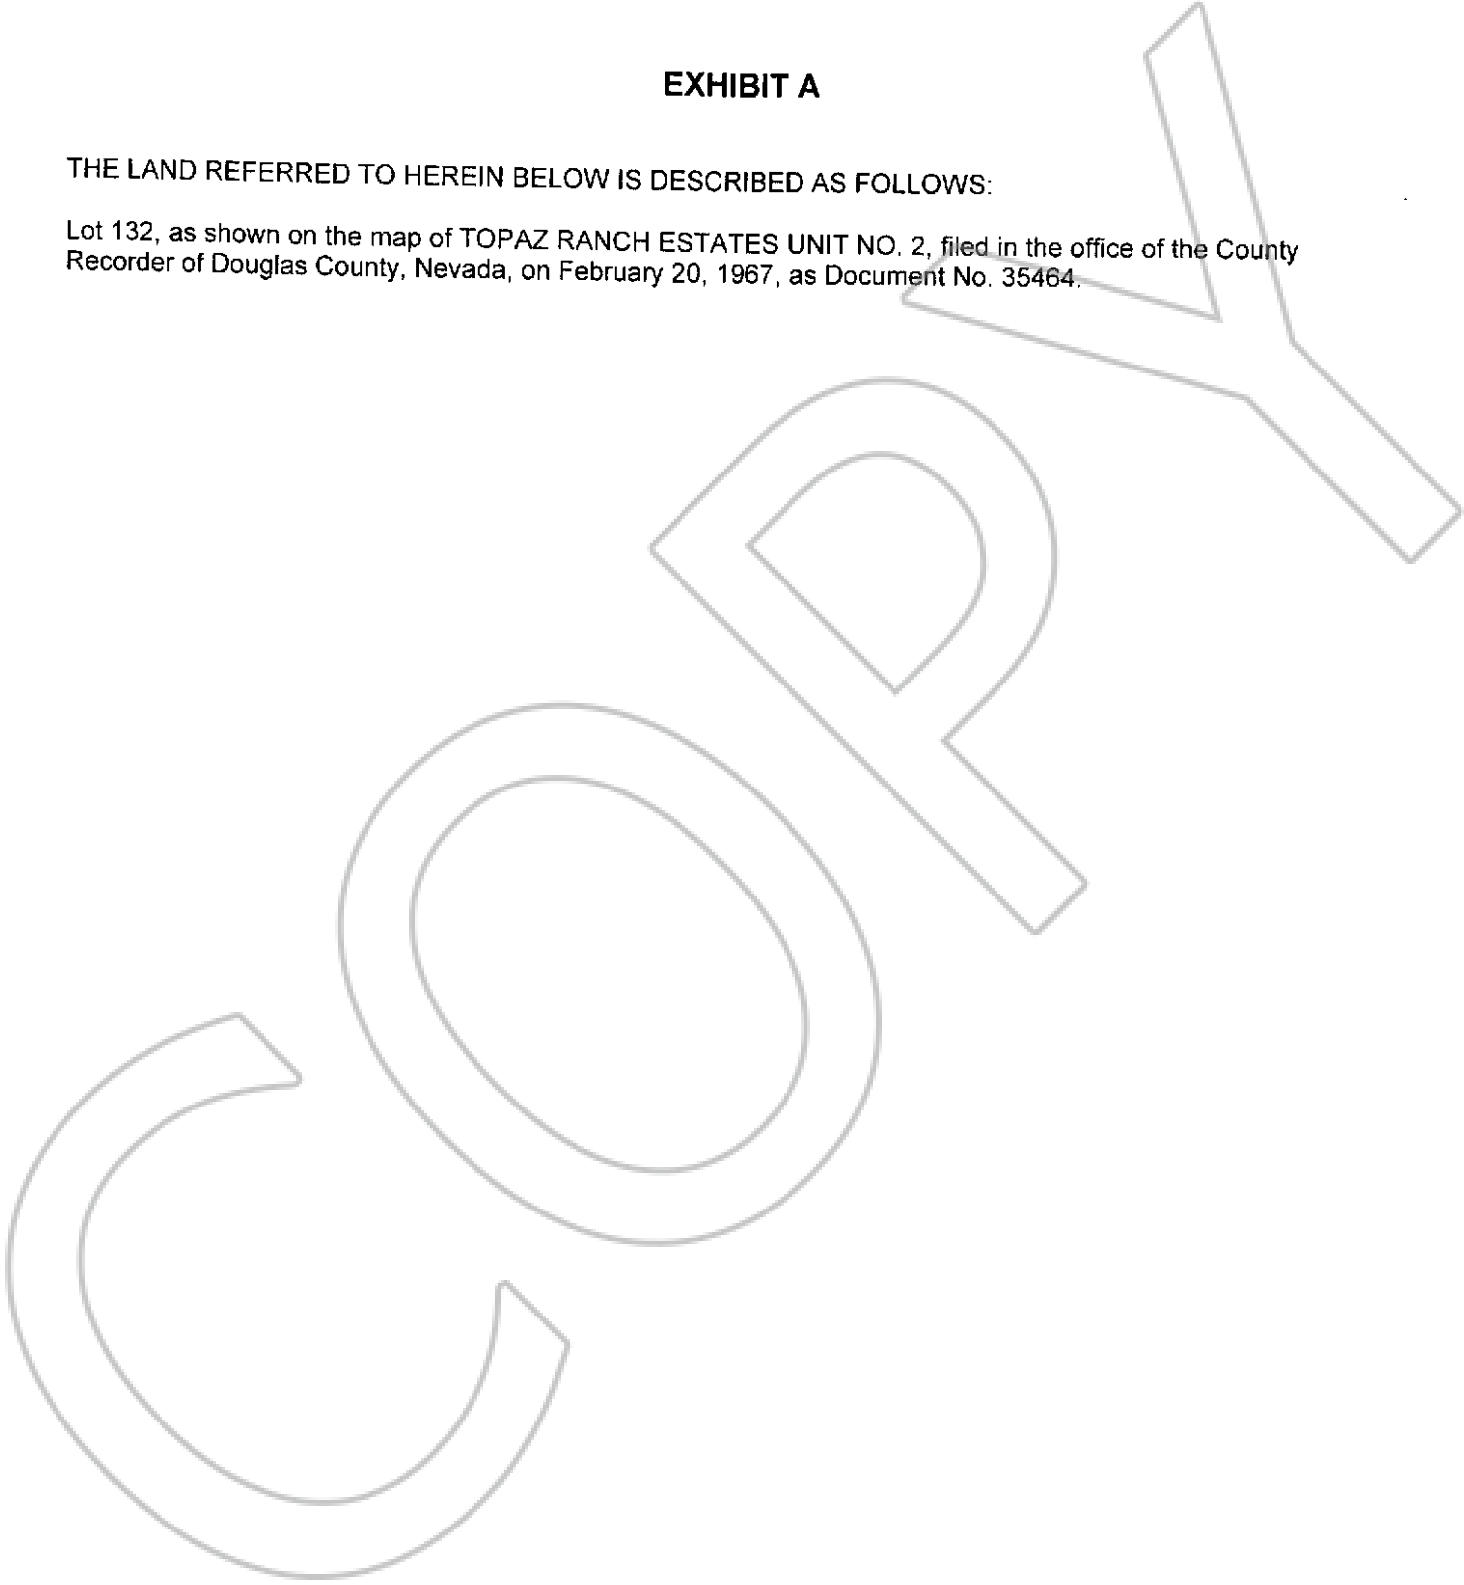 EXHIBIT A
THE LAND REFERRED TO HEREIN BELOW IS DESCRIBED AS FOLLOWS:
Lot 132, as shown on the map of TOPAZ RANCH ESTATES UNIT NO. 2, filed in the office of the County
Recorder of Douglas County, Nevada, on February 20, 1967, as Document No. 35464.
COPY